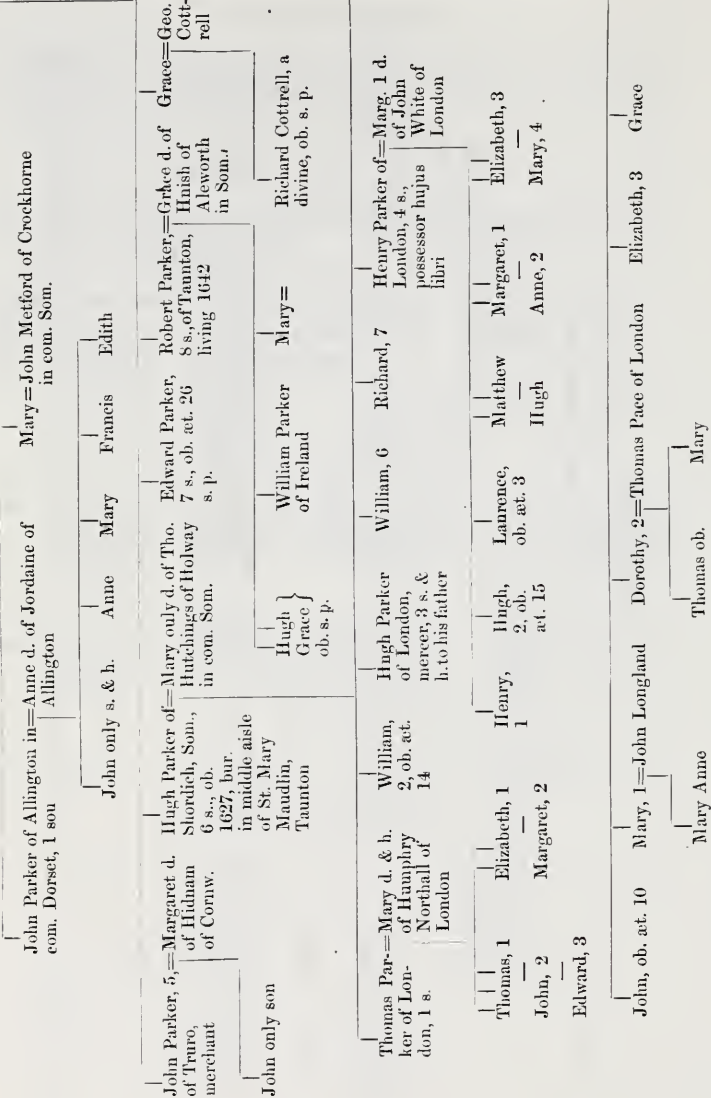 John Parker of Allington in=Anne d. of Jordaine of
com. Dorset, 1 sou
Allington
Mary=John Metford of Crockhorne
in com. Som.
John only s. & h.
Anne
Mary
Francis
Edith
John Parker, 5,=Margaret d.
of Truro,
merchant
of Hidnam
of Cornw.
John only son
Hugh Parker of=Mary only d. of Tho.
Shordich, Som.,
6 s., ob.
1627, bur.
in middle aisle
of St. Mary
Maudlin,
Taunton
Hutchings of Holway
in com. Som.
Edward Parker,
7 s., ob. æt. 26
s. p.
Robert Parker,=Grace d. of
8 s., of Taunton,
living 1642
Hnish of
Aleworth
in Som.
Grace=Geo.
Cott-
rell
Hugh }
Grace }
ob. s. p.
William Parker
of Ireland
Mary=
Richard Cottrell, a
divine, ob. s. p.
Thomas Par-=Mary d. & h.
ker of Lon-
don, 1 s.
of Humphry
Northall of
London
William,
2, ob. æt.
14
Hugh Parker
of London,
mercer, 3 s. &
h. to his father
William, 6
Richard, 7
Henry Parker of=Marg. 1 d.
London, 4 s.,
possessor hujus
libri
of John
White of
London
Thomas, 1
—
John, 2
—
Edward, 3
Elizabeth, 1
—
Margaret, 2
Henry,
1
Hugh,
2, ob.
æt. 15
Laurence,
ob. æt. 3
Matthew
—
Hugh
Margaret, 1
—
Anne, 2
Elizabeth, 3
—
Mary, 4
John, ob. æt. 10
Mary, 1=John Longland
Dorothy, 2=Thomas Pace of London
Elizabeth, 3
Grace
Mary Anne
Thomas ob.
Mary